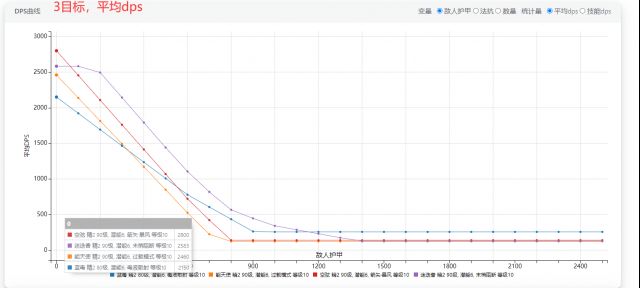 DPS曲线
3目标，平均dps
变量 敌人护甲 法抗 数量 统计量 平均dps 技能dps
3000
2500
2000
1500
1000
500
0
平均DPS
0
空弦 精2 90级, 潜能6, 箭矢·暴风 等级10 2800
迷迭香 精2 90级, 潜能6, 末梢阻断 等级10 2583
能天使 精2 90级, 潜能6, 过载模式 等级10 2460
蓝毒 精2 90级, 潜能6, 毒液散射 等级10 2150
0 900 1200 1500 1800 2100 2400
敌人护甲
蓝毒 精2 90级, 潜能6, 毒液散射 等级10 能天使 精2 90级, 潜能6, 过载模式 等级10 空弦 精2 90级, 潜能6, 箭矢·暴风 等级10 迷迭香 精2 90级, 潜能6, 末梢阻断 等级10